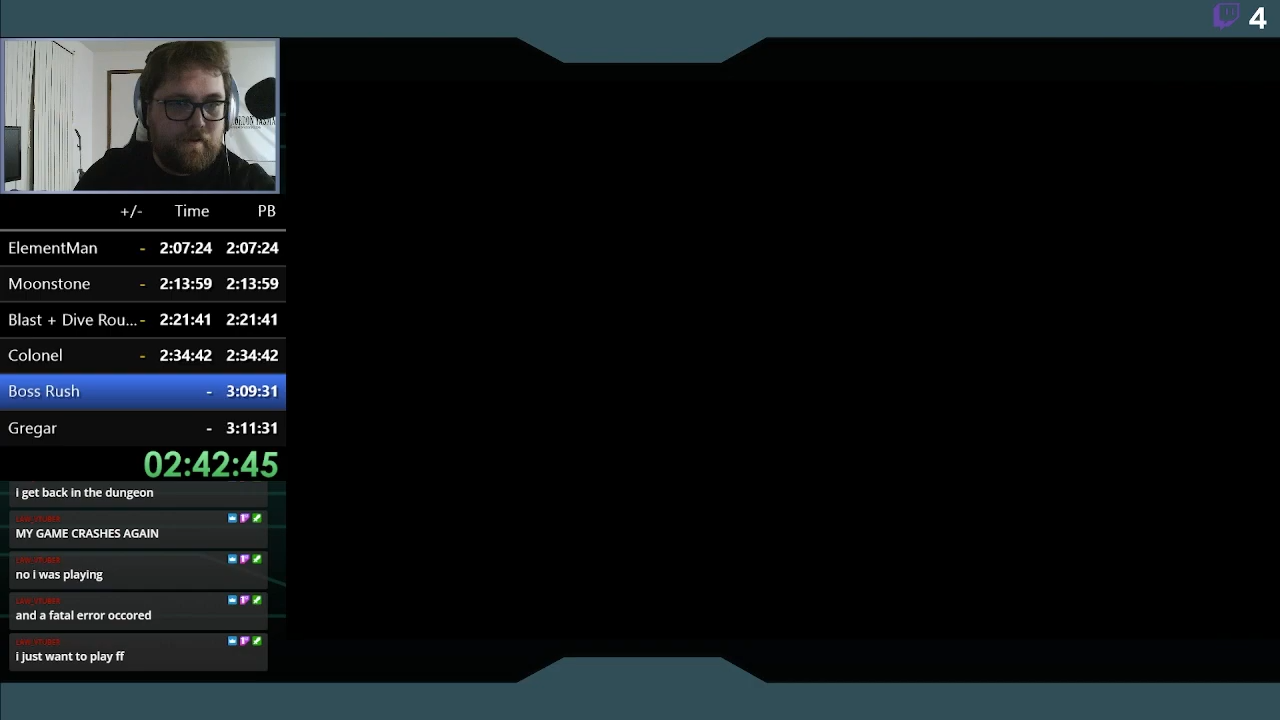 4
+/- Time PB
ElementMan - 2:07:24 2:07:24
Moonstone - 2:13:59 2:13:59
Blast + Dive Rou... - 2:21:41 2:21:41
Colonel - 2:34:42 2:34:42
Boss Rush - 3:09:31
Gregar - 3:11:31
02:42:45
I get back in the dungeon
MY GAME CRASHES AGAIN
no i was playing
and a fatal error occored
i just want to play ff